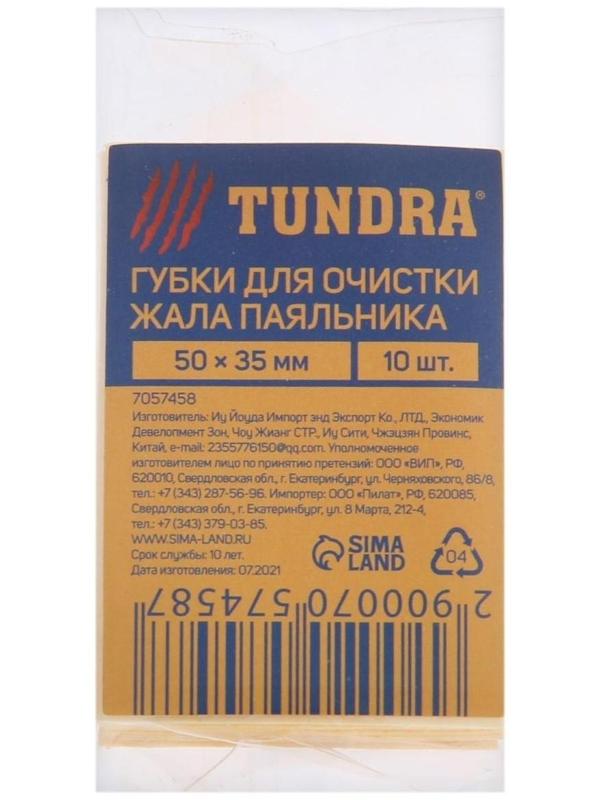 TUNDRA®
ГУБКИ ДЛЯ ОЧИСТКИ
ЖАЛА ПАЯЛЬНИКА
50 × 35 мм 10 шт.
7057458
Изготовитель: Иу Йоуда Импорт энд Экспорт Ко., ЛТД., Экономик
Девелопмент Зон, Чоу Жианг СТР., Иу Сити, Чжэцзян Провинс,
Китай, e-mail: 2355776150@qq.com. Уполномоченное
изготовителем лицо по принятию претензий: ООО «ВИП», РФ,
620010, Свердловская обл., г. Екатеринбург, ул. Черняховского, 86/8,
тел.: +7 (343) 287-56-96. Импортер: ООО «Пилат», РФ, 620085,
Свердловская обл., г. Екатеринбург, ул. 8 Марта, 212-4,
тел.: +7 (343) 379-03-85.
WWW.SIMA-LAND.RU
Срок службы: 10 лет.
Дата изготовления: 07.2021
SIMA
LAND
04
2 900070 574587